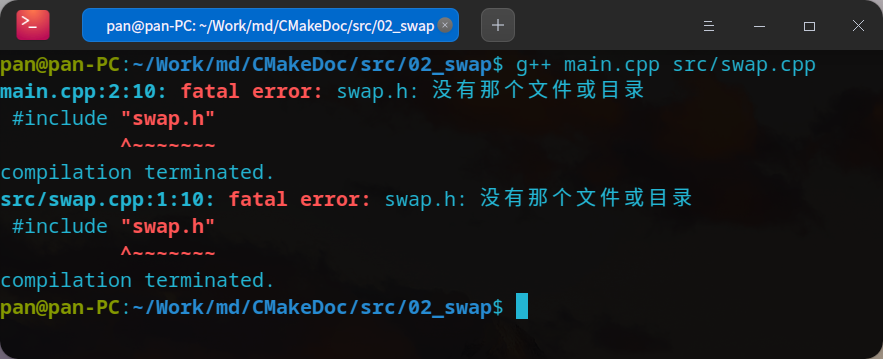 >_
pan@pan-PC: ~/Work/md/CMakeDoc/src/02_swap
pan@pan-PC:~/Work/md/CMakeDoc/src/02_swap$ g++ main.cpp src/swap.cpp
main.cpp:2:10: fatal error: swap.h: 没有那个文件或目录
 #include "swap.h"
          ^~~~~~~~
compilation terminated.
src/swap.cpp:1:10: fatal error: swap.h: 没有那个文件或目录
 #include "swap.h"
          ^~~~~~~~
compilation terminated.
pan@pan-PC:~/Work/md/CMakeDoc/src/02_swap$